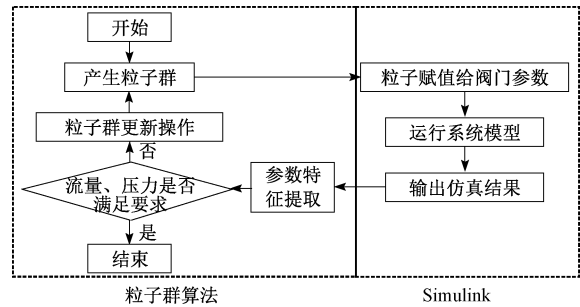 开始
产生粒子群
粒子赋值给阀门参数
粒子群更新操作
运行系统模型
否
流量、压力是否
满足要求
参数特
征提取
输出仿真结果
是
结束
粒子群算法
Simulink